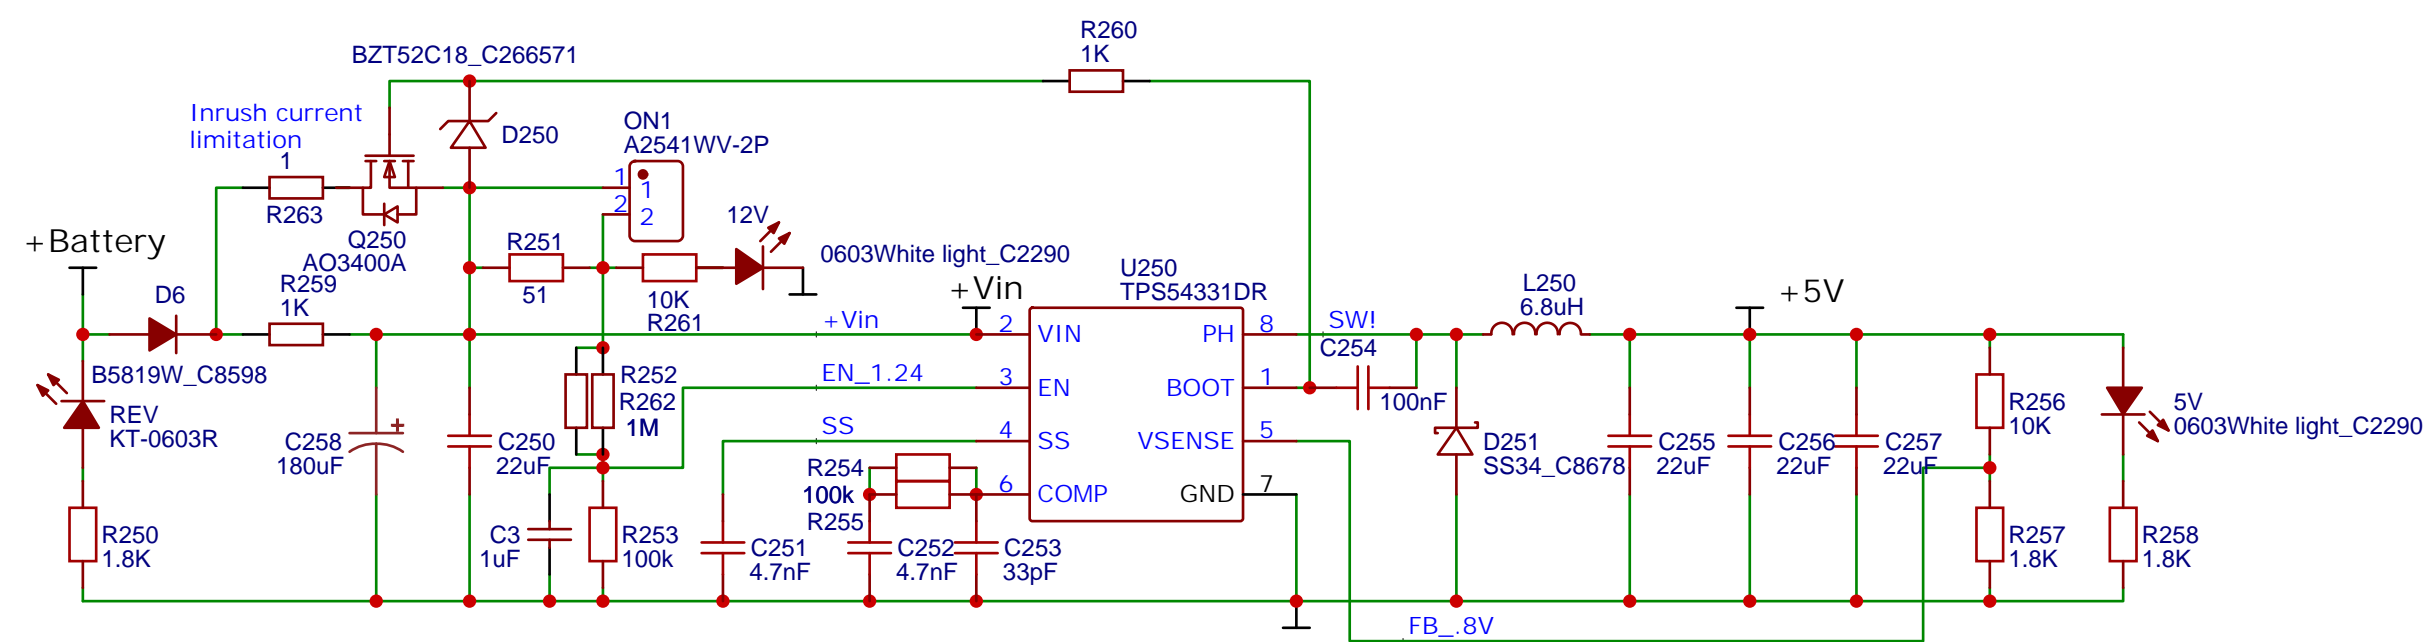 R260
1K
BZT52C18_C266571
Inrush current
limitation
1
R263
D250
ON1
A2541WV-2P
1
2
1
2
12V
0603White light_C2290
Q250
AO3400A
+Battery
R259
1K
D6
B5819W_C8598
R251
51
10K
R261
+Vin
+Vin
U250
TPS54331DR
2
VIN
3
EN
4
SS
6
COMP
PH
8
BOOT
1
VSENSE
5
GND
7
SW!
C254
100nF
L250
6.8uH
+5V
EN_1.24
SS
REV
KT-0603R
R250
1.8K
C258
180uF
C250
22uF
R252
R262
1M
C3
1uF
R253
100k
C251
4.7nF
R254
100k
R255
C252
4.7nF
C253
33pF
D251
SS34_C8678
C255
22uF
C256
22uF
C257
22uF
R256
10K
R257
1.8K
5V
0603White light_C2290
R258
1.8K
FB_.8V